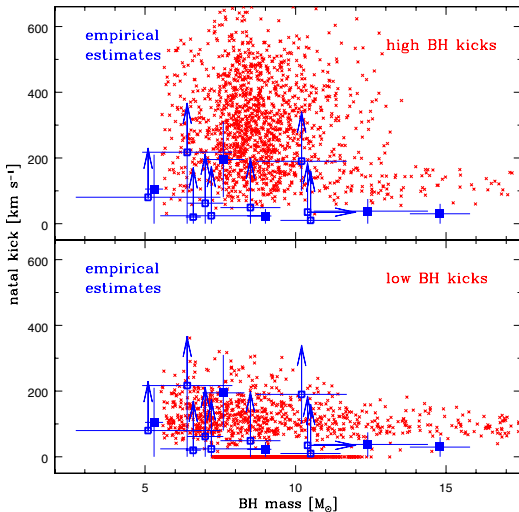 600
empirical
estimates
high BH kicks
400
200
0
natal kick [km s⁻¹]
600
empirical
estimates
low BH kicks
400
200
0
5 10 15
BH mass [M☉]